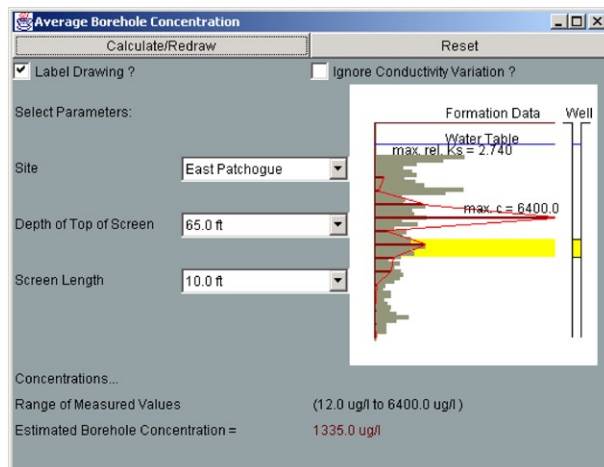 Average Borehole Concentration
Calculate/Redraw
Reset
Label Drawing ?
Ignore Conductivity Variation ?
Select Parameters:
Formation Data
Well
Water Table
max. rel. Ks = 2.740
Site
East Patchogue
max. c = 6400.0
Depth of Top of Screen
65.0 ft
Screen Length
10.0 ft
Concentrations...
Range of Measured Values
(12.0 ug/l to 6400.0 ug/l )
Estimated Borehole Concentration =
1335.0 ug/l